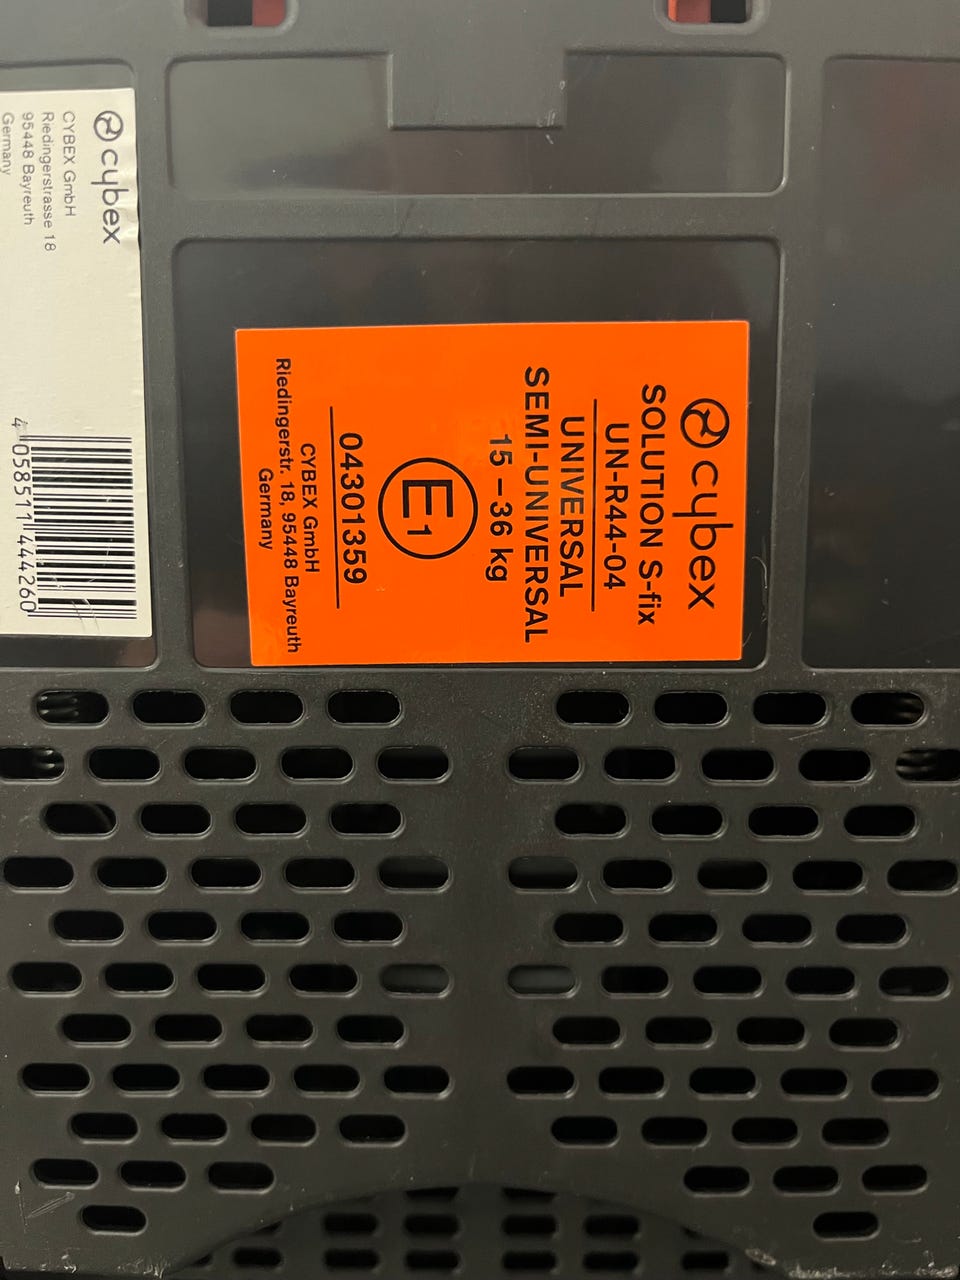 cybex
CYBEX GmbH
Riedingerstrasse 18
95448 Bayreuth
Germany
4 058511 444260
cybex
SOLUTION S-fix
UN-R44-04
UNIVERSAL
SEMI-UNIVERSAL
15 – 36 kg
E1
04301359
CYBEX GmbH
Riedingerstr. 18, 95448 Bayreuth
Germany